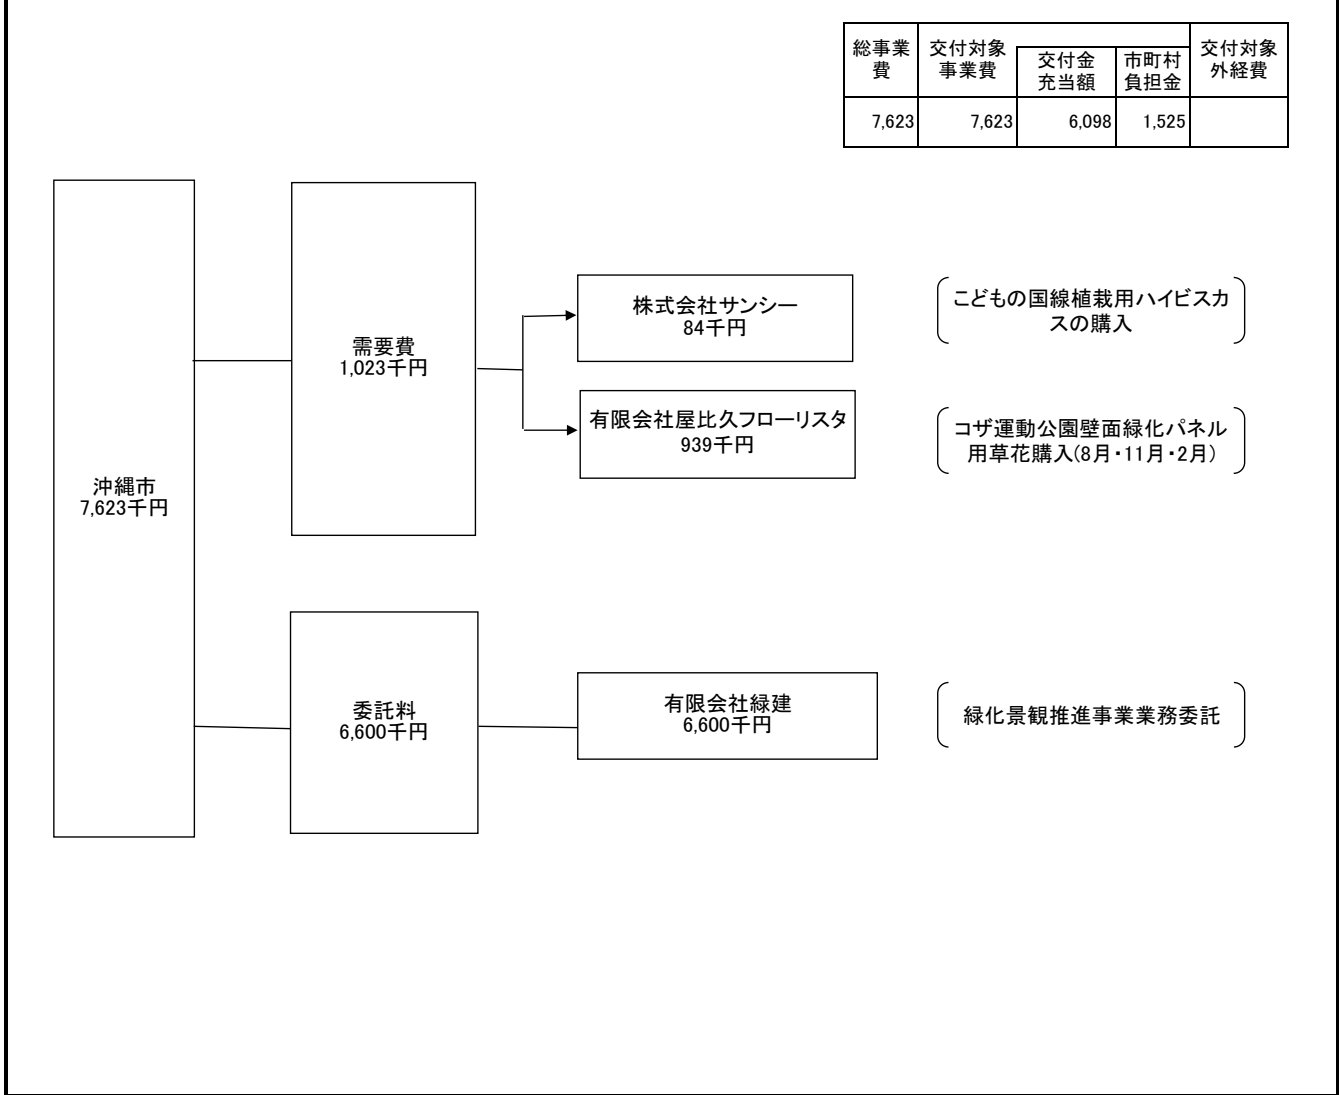 総事業
費
交付対象
事業費
交付金
充当額
市町村
負担金
交付対象
外経費
7,623
7,623
6,098
1,525
沖縄市
7,623千円
需要費
1,023千円
株式会社サンシー
84千円
こどもの国線植栽用ハイビスカ
スの購入
有限会社屋比久フローリスタ
939千円
コザ運動公園壁面緑化パネル
用草花購入(8月・11月・2月)
委託料
6,600千円
有限会社緑建
6,600千円
緑化景観推進事業業務委託